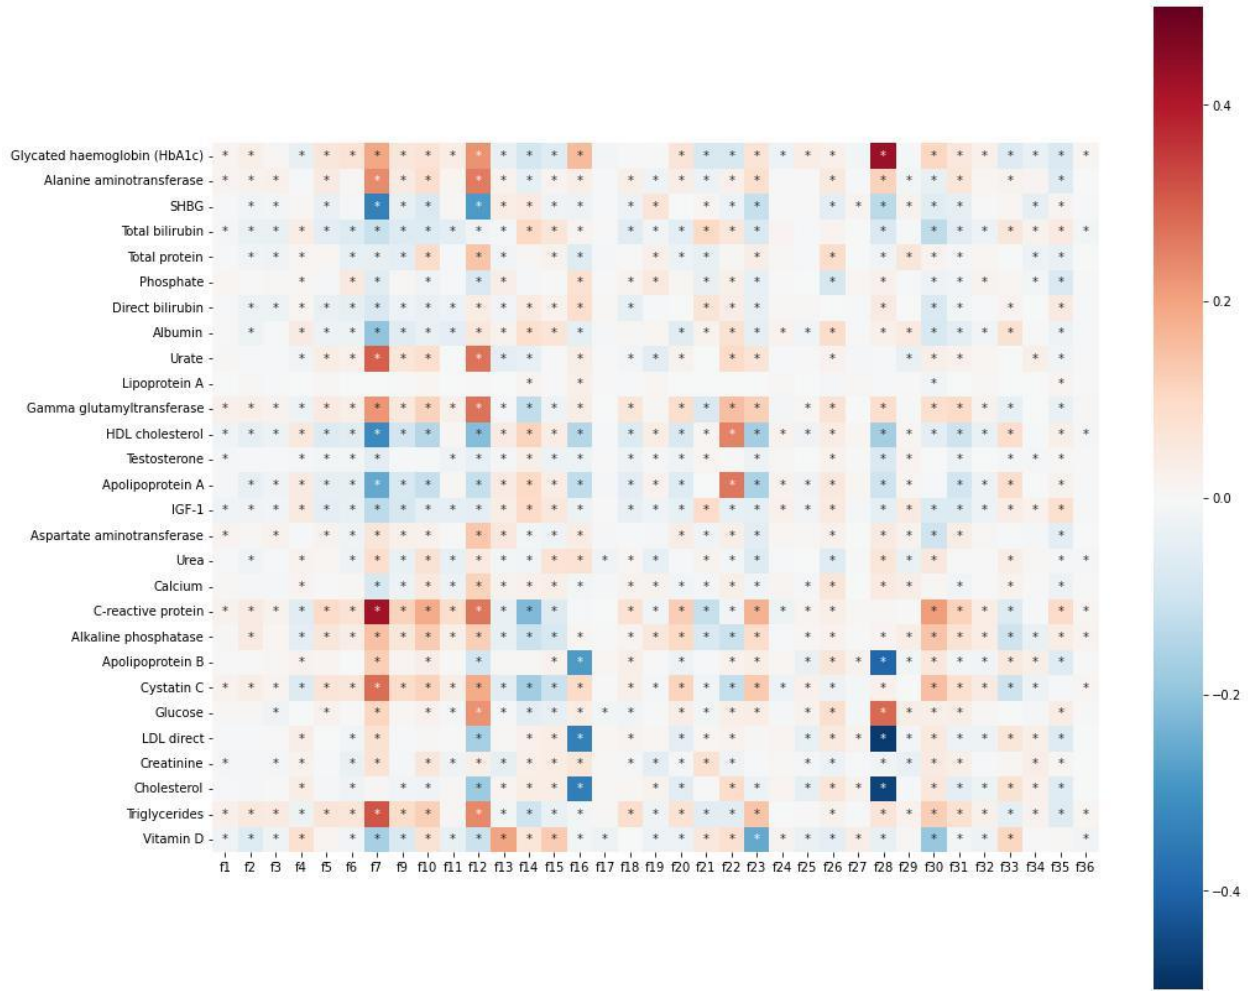 0.4
Glycated haemoglobin (HbA1c)
Alanine aminotransferase
SHBG
Total bilirubin
Total protein
Phosphate
Direct bilirubin
Albumin
Urate
Lipoprotein A
Gamma glutamyltransferase
HDL cholesterol
Testosterone
Apolipoprotein A
IGF-1
Aspartate aminotransferase
Urea
Calcium
C-reactive protein
Alkaline phosphatase
Apolipoprotein B
Cystatin C
Glucose
LDL direct
Creatinine
Cholesterol
Triglycerides
Vitamin D
f1 f2 f3 f4 f5 f6 f7 f9 f10 f11 f12 f13 f14 f15 f16 f17 f18 f19 f20 f21 f22 f23 f24 f25 f26 f27 f28 f29 f30 f31 f32 f33 f34 f35 f36
0.2
0.0
−0.2
−0.4